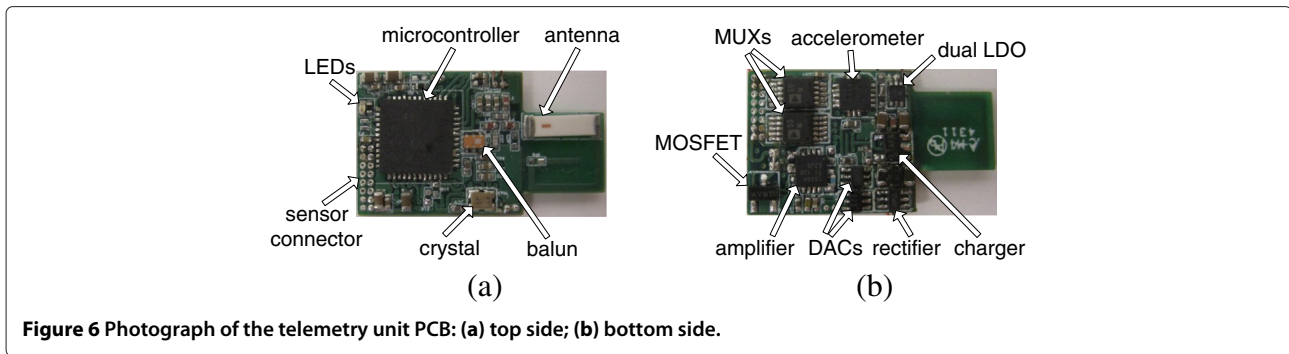 microcontroller
antenna
LEDs
sensor
connector
crystal
balun
(a)
MUXs
accelerometer
dual LDO
MOSFET
4311
amplifier
DACs
rectifier
charger
(b)
Figure 6 Photograph of the telemetry unit PCB: (a) top side; (b) bottom side.